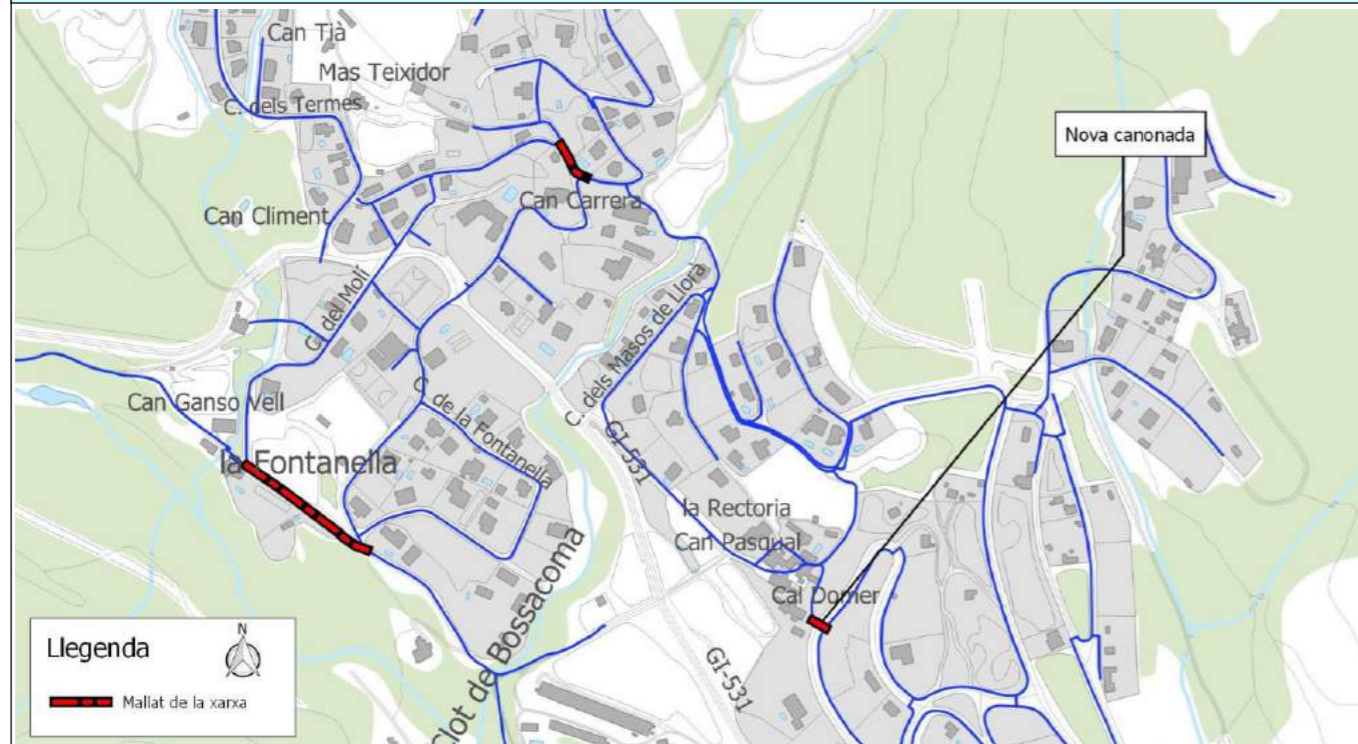 Can Tià
Mas Teixidor
C. dels Termes
Nova canonada
Can Carrera
Can Climent
C. del Molí
C. dels Masos de Llorà
Can Ganso Vell
C. de la Fontanella
la Fontanella
GI-531
la Rectoria
Can Pasqual
Cal Domer
Clot de Bossacoma
GI-531
Llegenda
N
Mallat de la xarxa